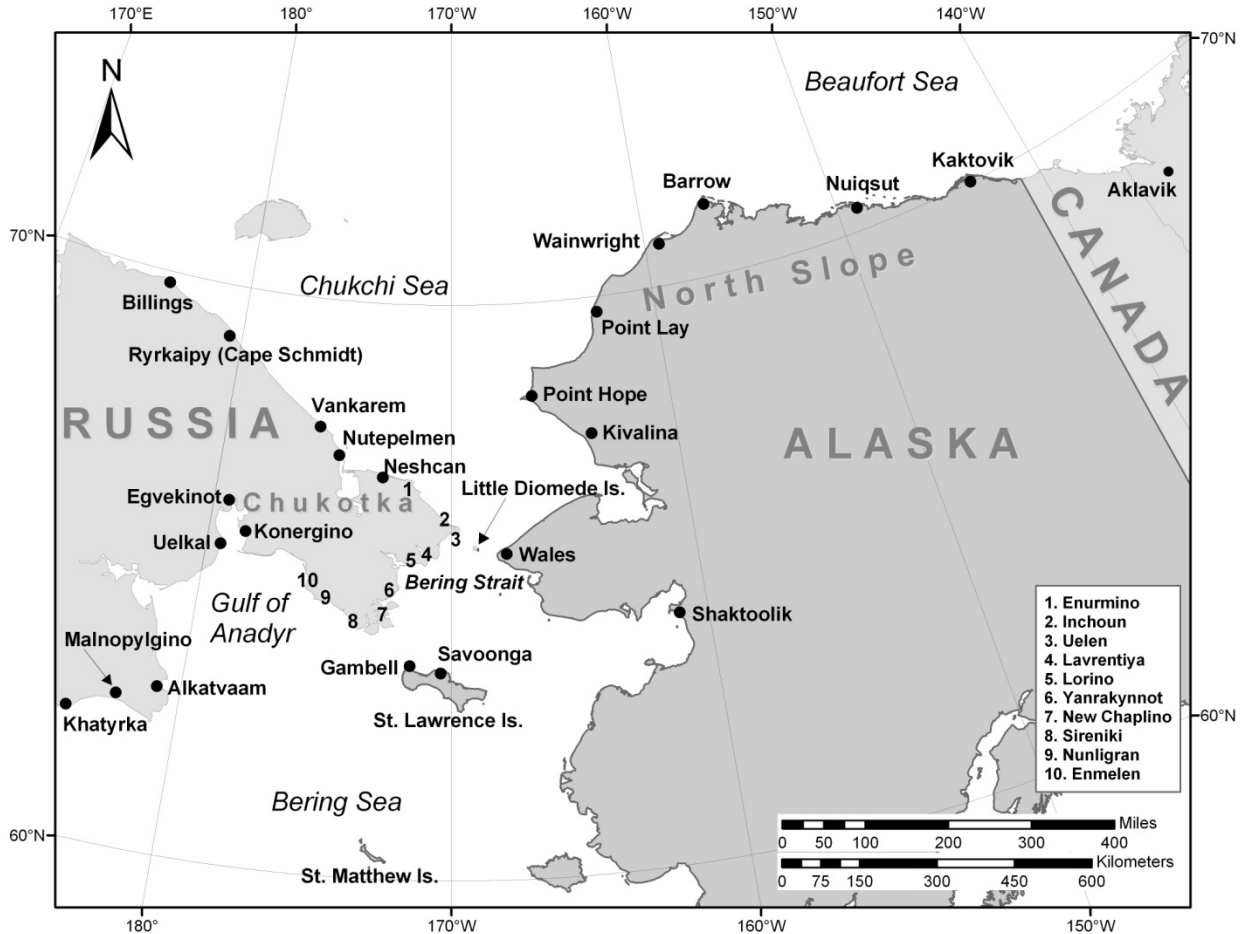 170°E
180°
170°W
160°W
150°W
140°W
70°N
N
Beaufort Sea
Kaktovik
Barrow
Nuiqsut
Aklavik
Wainwright
70°N
CANADA
North Slope
Chukchi Sea
Billings
Point Lay
Ryrkaipy (Cape Schmidt)
Point Hope
Vankarem
RUSSIA
Kivalina
ALASKA
Nutepelmen
Neshcan
Little Diomede Is.
1
Egvekinot
Chukotka
2
Konergino
3
Uelkal
4
Wales
5
Bering Strait
10
6
9
Gulf of
Anadyr
7
8
Shaktoolik
1. Enurmino
2. Inchoun
3. Uelen
4. Lavrentiya
5. Lorino
6. Yanrakynnot
7. New Chaplino
8. Sireniki
9. Nunligran
10. Enmelen
Malnopylgino
Savoonga
Gambell
Alkatvaam
Khatyrka
St. Lawrence Is.
60°N
Bering Sea
Miles
0 50 100 200 300 400
60°N
Kilometers
0 75 150 300 450 600
St. Matthew Is.
180°
170°W
160°W
150°W